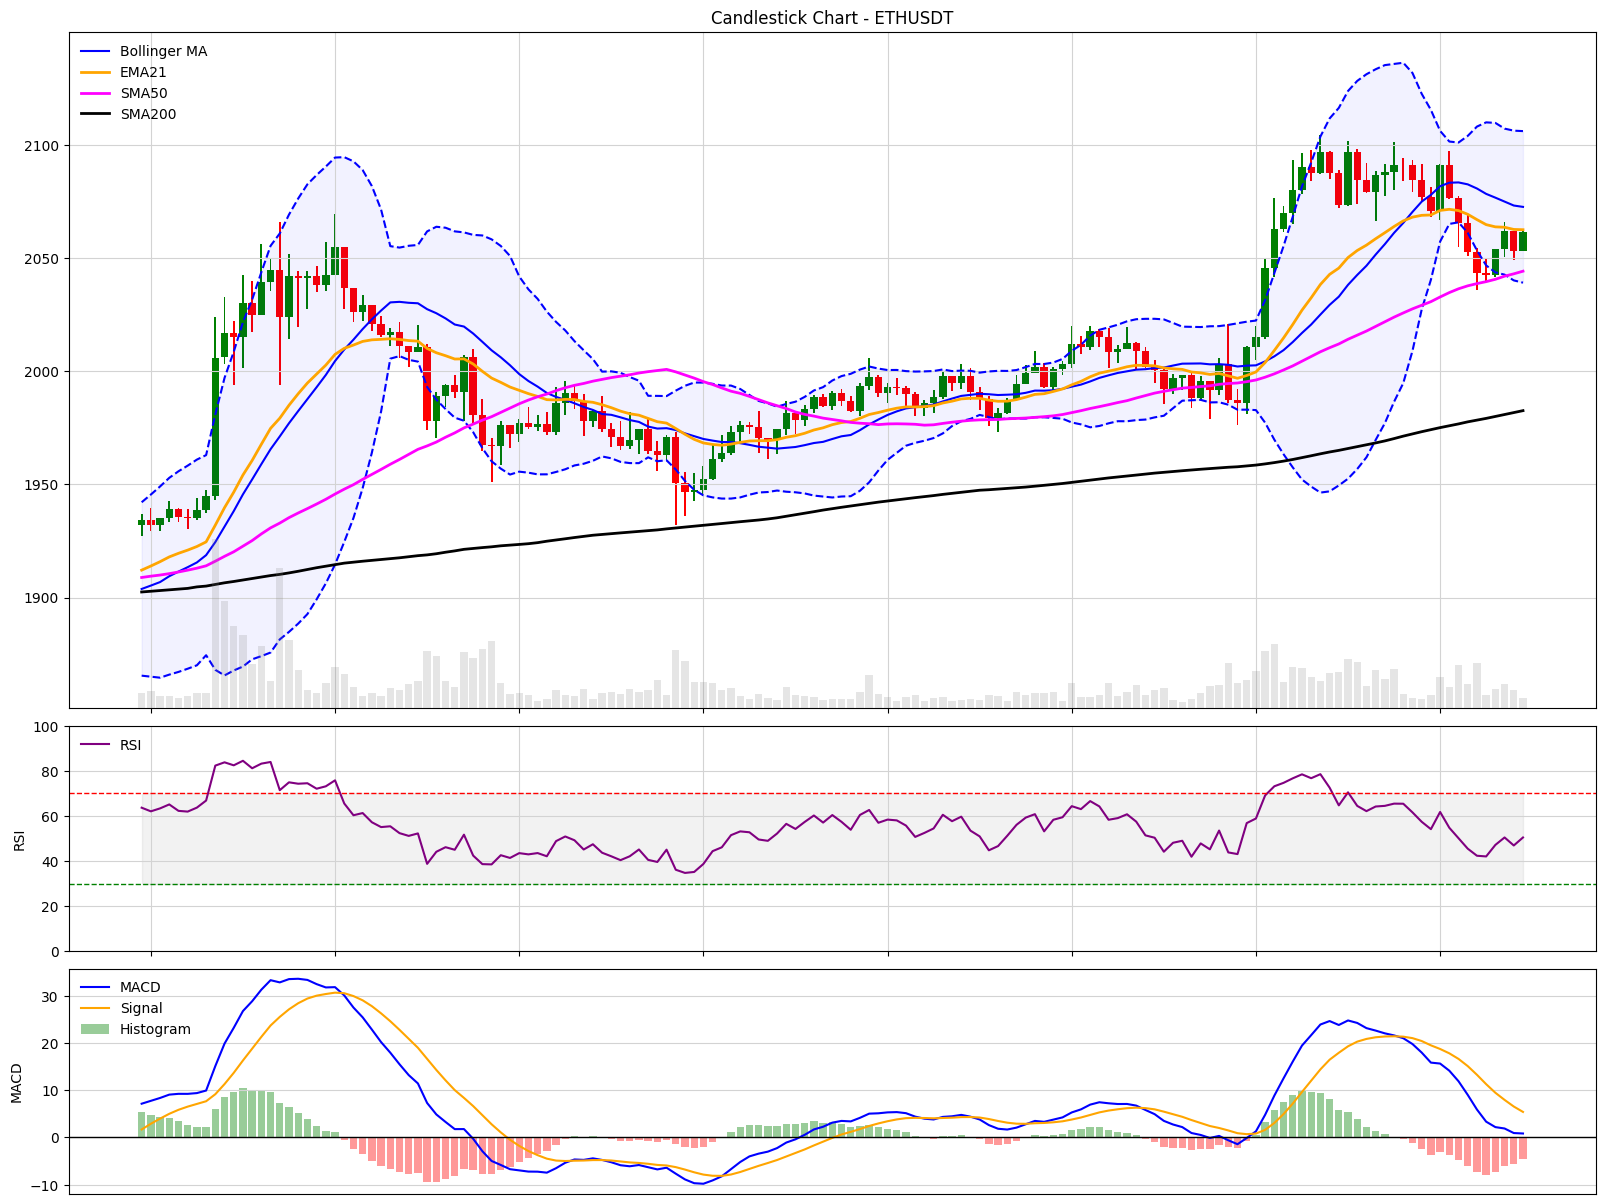 Candlestick Chart - ETHUSDT
Bollinger MA
EMA21
SMA50
SMA200
2100
2050
2000
1950
1900
RSI
100
80
60
40
20
0
RSI
MACD
Signal
Histogram
30
20
10
0
−10
MACD